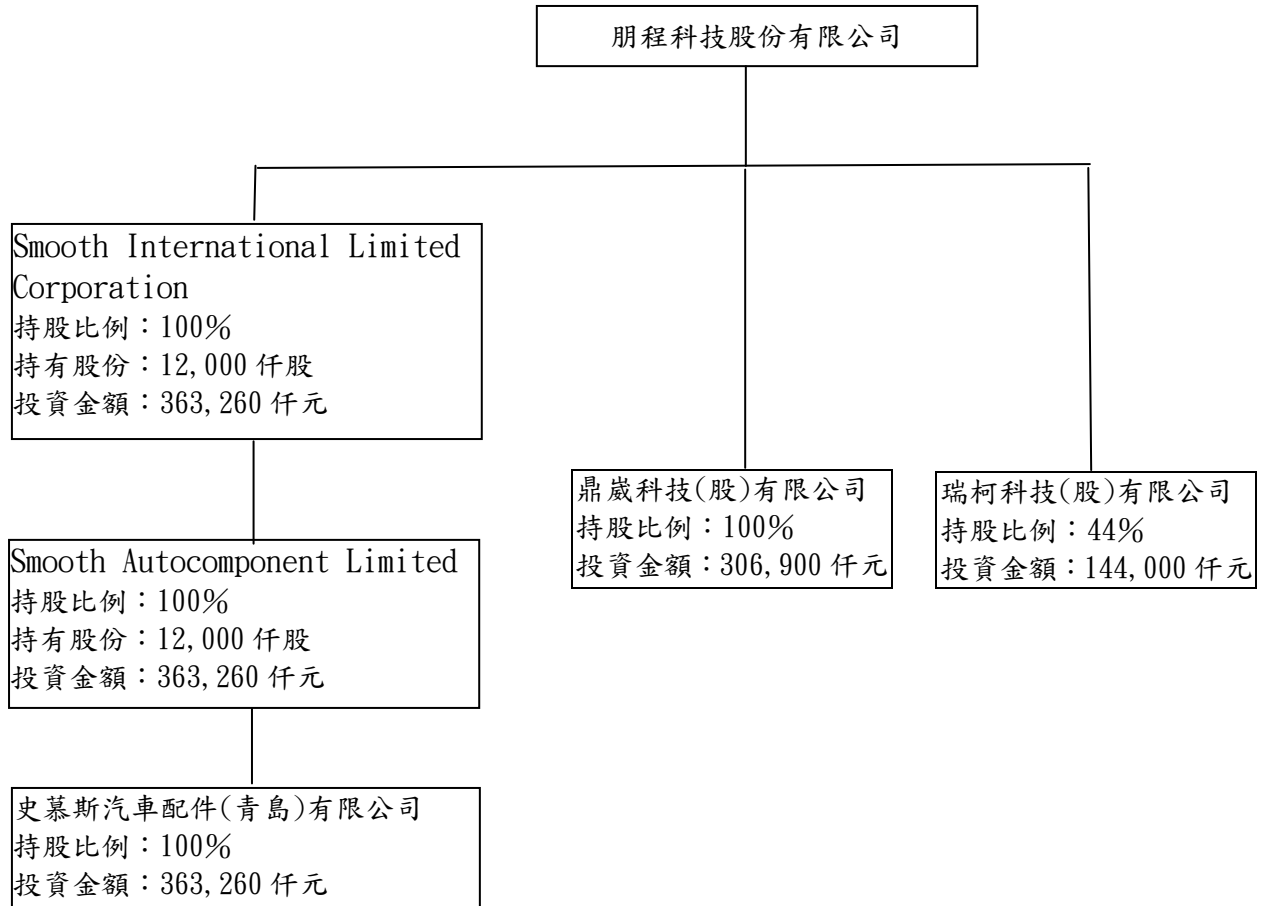 朋程科技股份有限公司
Smooth International Limited
Corporation
持股比例：100%
持有股份：12,000 仟股
投資金額：363,260 仟元
鼎崴科技(股)有限公司
持股比例：100%
投資金額：306,900 仟元
瑞柯科技(股)有限公司
持股比例：44%
投資金額：144,000 仟元
Smooth Autocomponent Limited
持股比例：100%
持有股份：12,000 仟股
投資金額：363,260 仟元
史慕斯汽車配件(青島)有限公司
持股比例：100%
投資金額：363,260 仟元